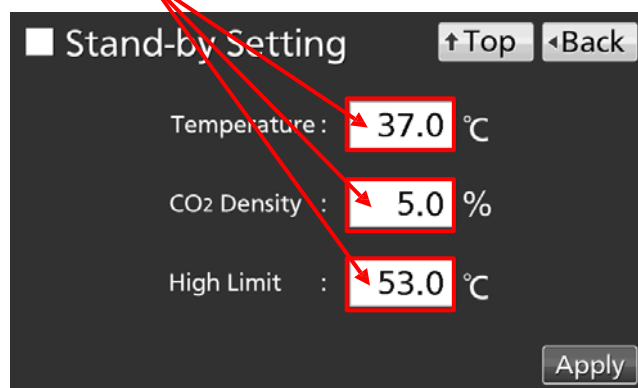 Stand-by Setting ↑Top ◂Back
Temperature : 37.0 ℃
CO2 Density : 5.0 %
High Limit : 53.0 ℃
Apply